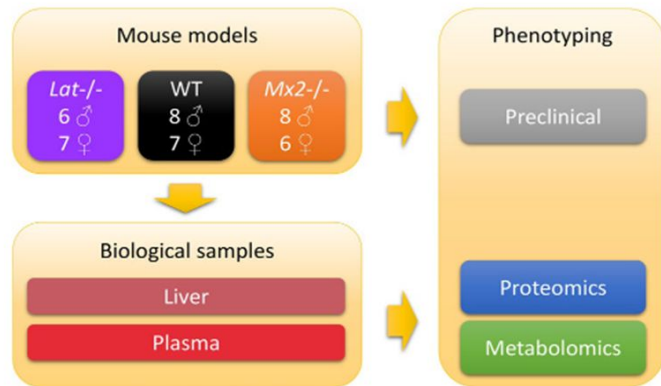 Mouse models
Lat-/-
6 ♂
7 ♀
WT
8 ♂
7 ♀
Mx2-/-
8 ♂
6 ♀
Biological samples
Liver
Plasma
Phenotyping
Preclinical
Proteomics
Metabolomics